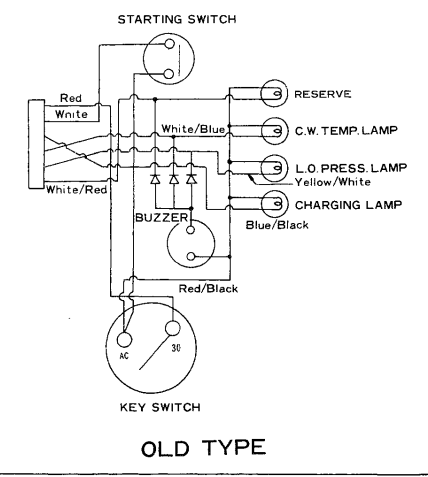 STARTING SWITCH
Red
White
White/Blue
RESERVE
C.W. TEMP. LAMP
L.O. PRESS. LAMP
Yellow/White
White/Red
CHARGING LAMP
BUZZER
Blue/Black
Red/Black
AC
30
KEY SWITCH
OLD TYPE